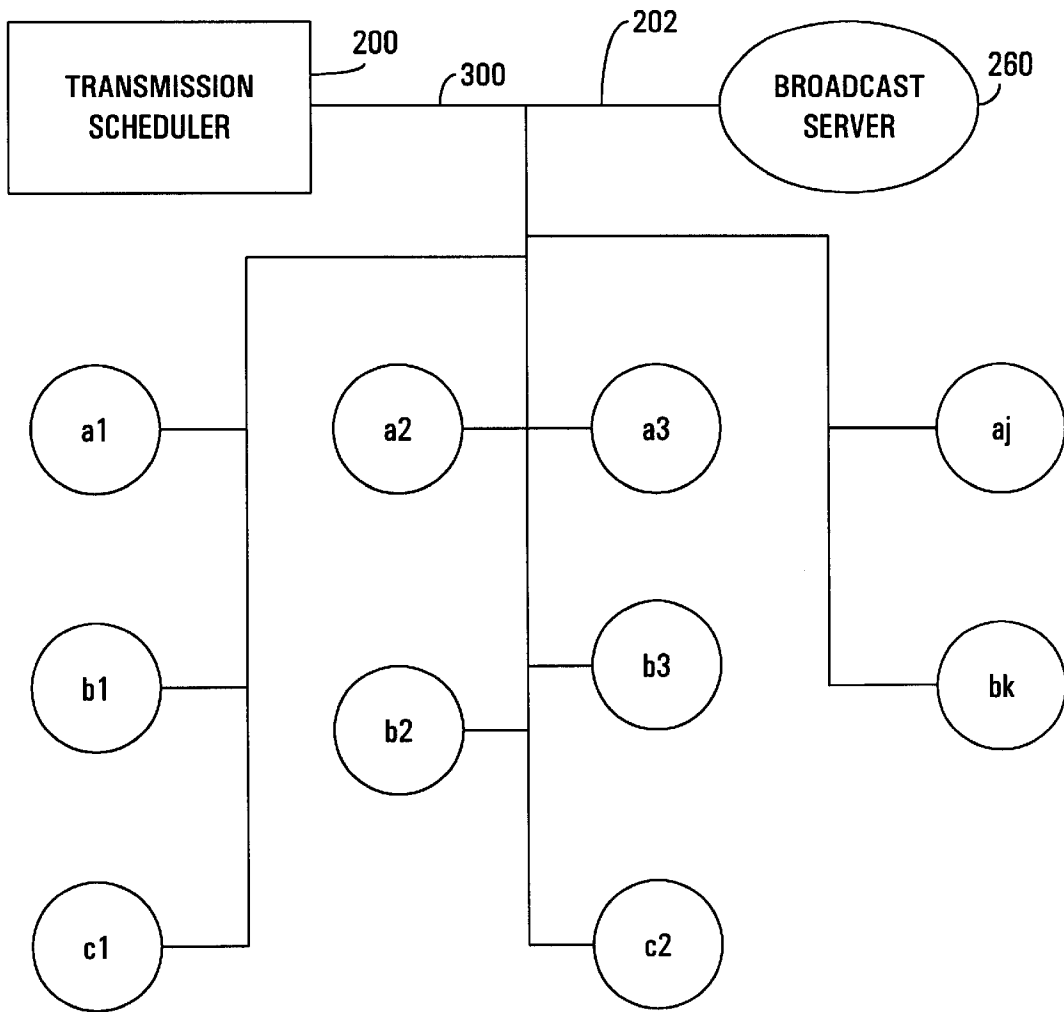 200
300
202
260
TRANSMISSION
SCHEDULER
BROADCAST
SERVER
a1
a2
a3
aj
b1
b2
b3
bk
c1
c2